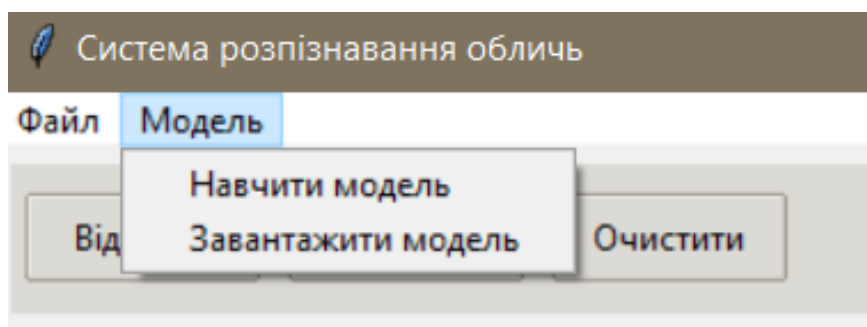 Система розпізнавання обличь
Файл Модель
Навчити модель
Завантажити модель
Очистити